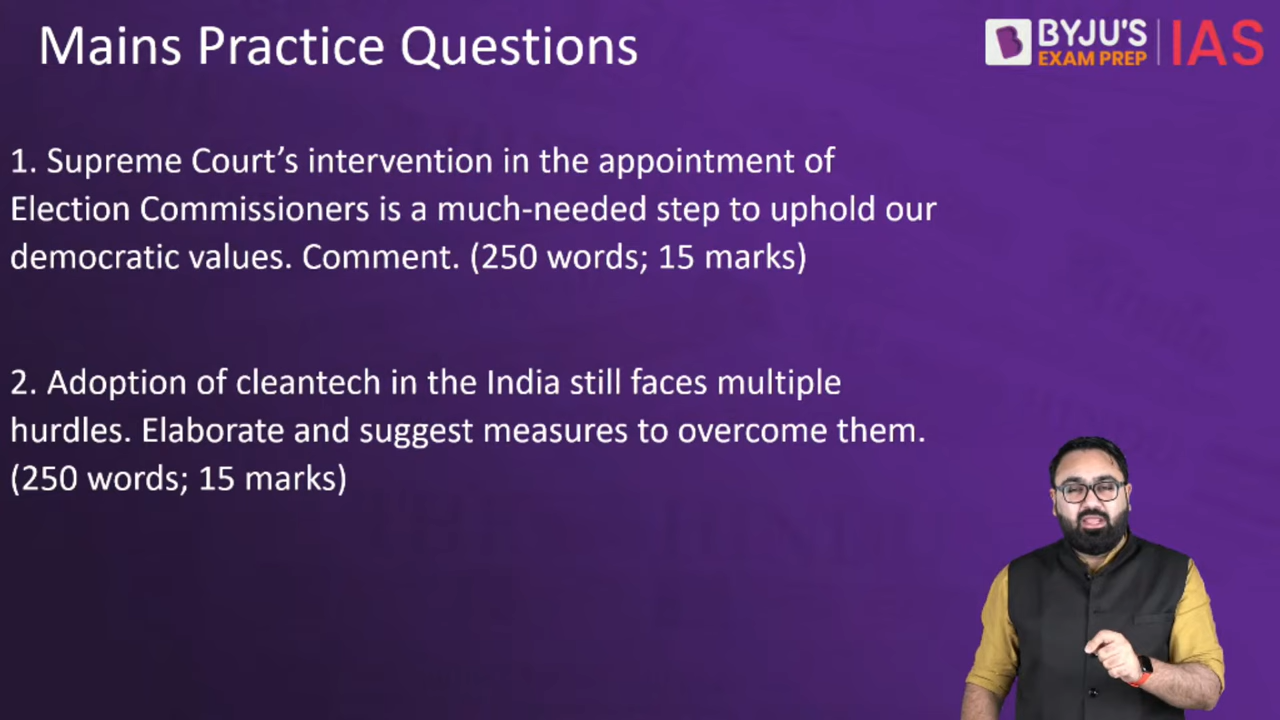 Mains Practice Questions
BYJU'S
EXAM PREP
IAS
1. Supreme Court’s intervention in the appointment of
Election Commissioners is a much-needed step to uphold our
democratic values. Comment. (250 words; 15 marks)
2. Adoption of cleantech in the India still faces multiple
hurdles. Elaborate and suggest measures to overcome them.
(250 words; 15 marks)